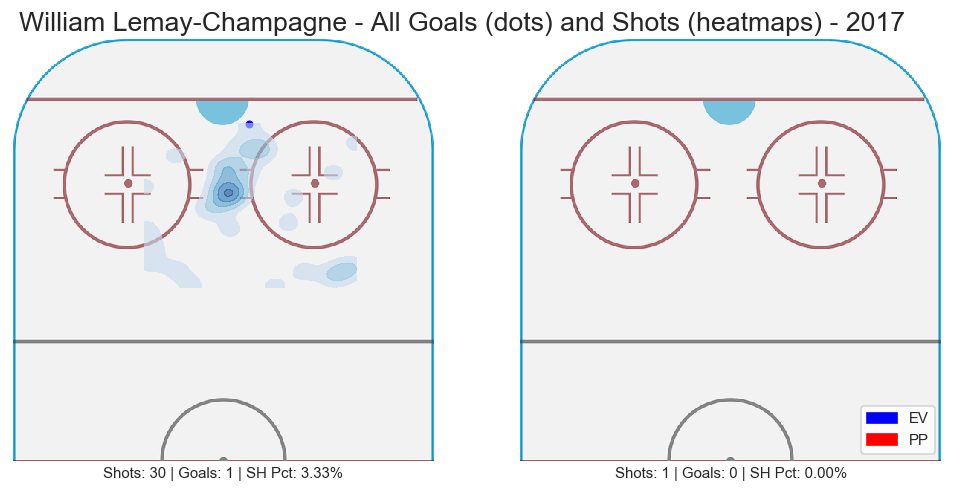 William Lemay-Champagne - All Goals (dots) and Shots (heatmaps) - 2017
EV
PP
Shots: 30 | Goals: 1 | SH Pct: 3.33%
Shots: 1 | Goals: 0 | SH Pct: 0.00%